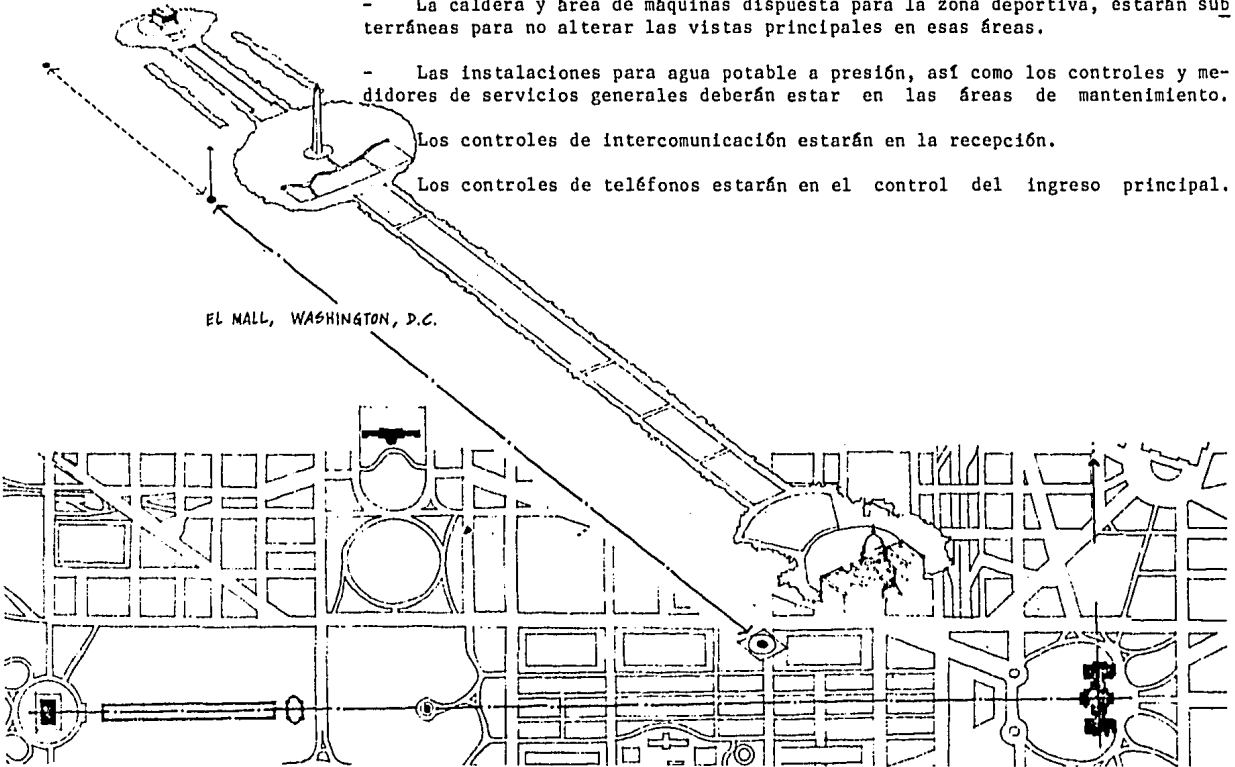 - La caldera y área de máquinas dispuesta para la zona deportiva, estarán sub
terráneas para no alterar las vistas principales en esas áreas.
- Las instalaciones para agua potable a presión, así como los controles y me-
didores de servicios generales deberán estar en las áreas de mantenimiento.
Los controles de intercomunicación estarán en la recepción.
Los controles de teléfonos estarán en el control del ingreso principal.
EL MALL, WASHINGTON, D.C.